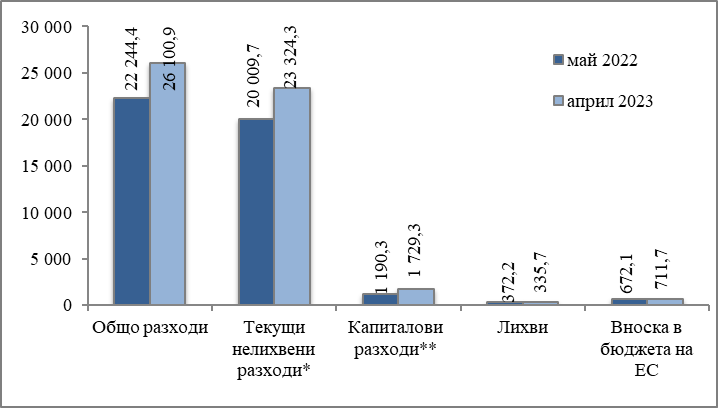 30 000
25 000
20 000
15 000
10 000
5 000
0
22 244,4
26 100,9
20 009,7
23 324,3
1 190,3
1 729,3
372,2
335,7
672,1
711,7
май 2022
април 2023
Общо разходи
Текущи
нелихвени
разходи*
Капиталови
разходи**
Лихви
Вноска в
бюджета на
ЕС